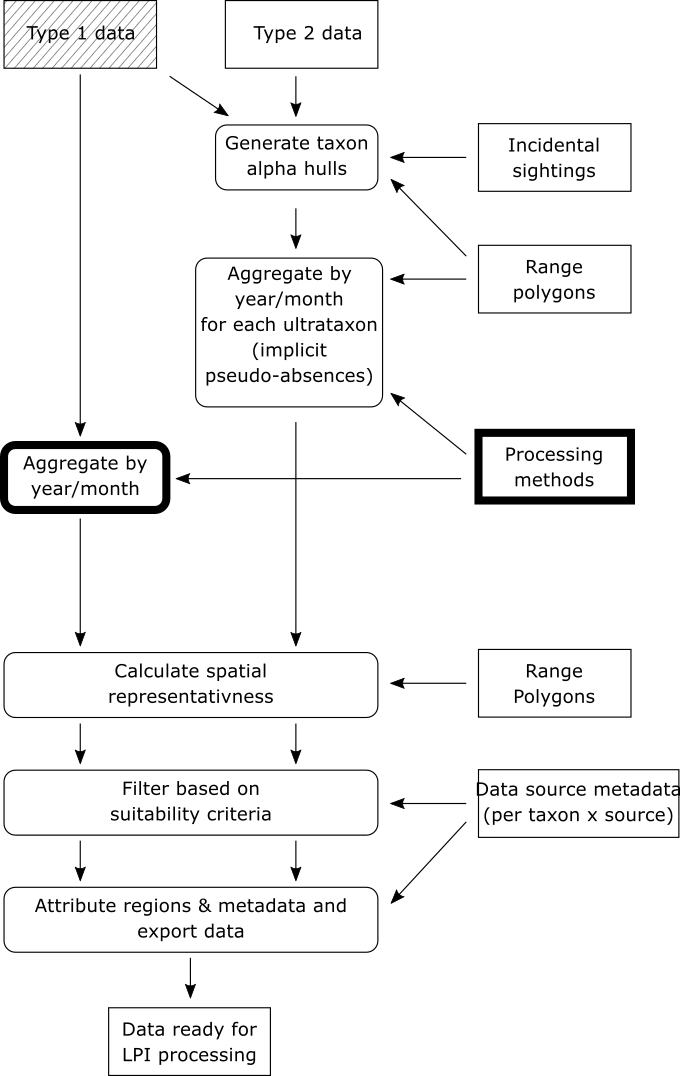 Type 1 data
Type 2 data
Generate taxon
alpha hulls
Incidental
sightings
Range
polygons
Aggregate by
year/month
for each ultrataxon
(implicit
pseudo-absences)
Aggregate by
year/month
Processing
methods
Calculate spatial
representativness
Range
Polygons
Filter based on
suitability criteria
Data source metadata
(per taxon x source)
Attribute regions & metadata and
export data
Data ready for
LPI processing